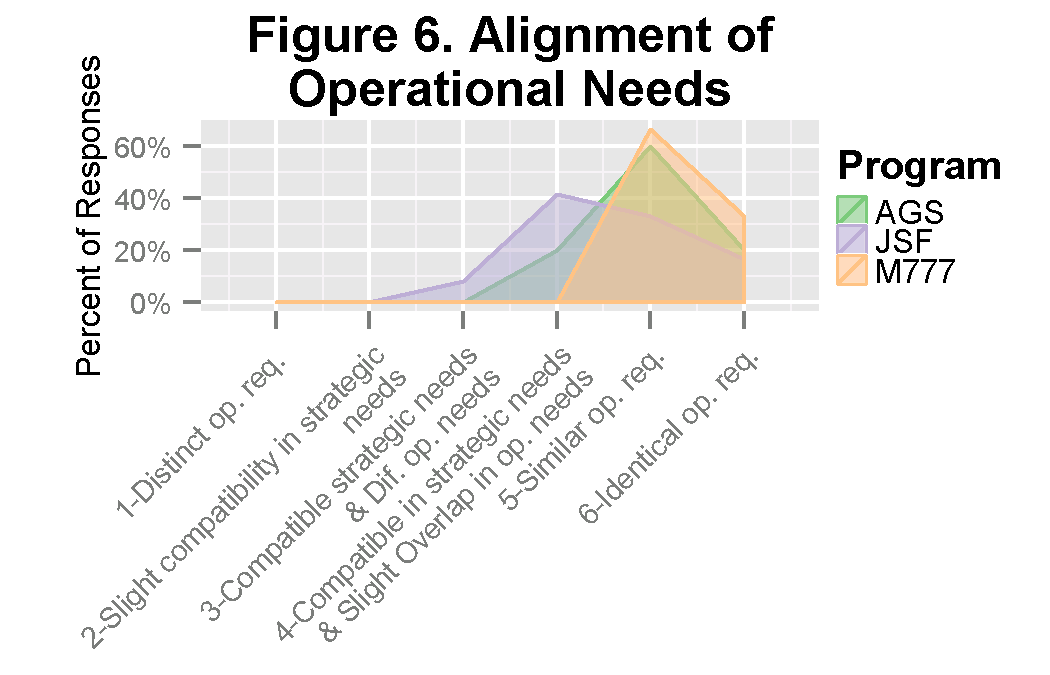 Figure 6. Alignment of
Operational Needs
Percent of Responses
60%
40%
20%
0%
1-Distinct op. req.
2-Slight compatibility in strategic
needs
3-Compatible strategic needs
& Dif. op. needs
4-Compatible in strategic needs
& Slight Overlap in op. needs
5-Similar op. req.
6-Identical op. req.
Program
AGS
JSF
M777